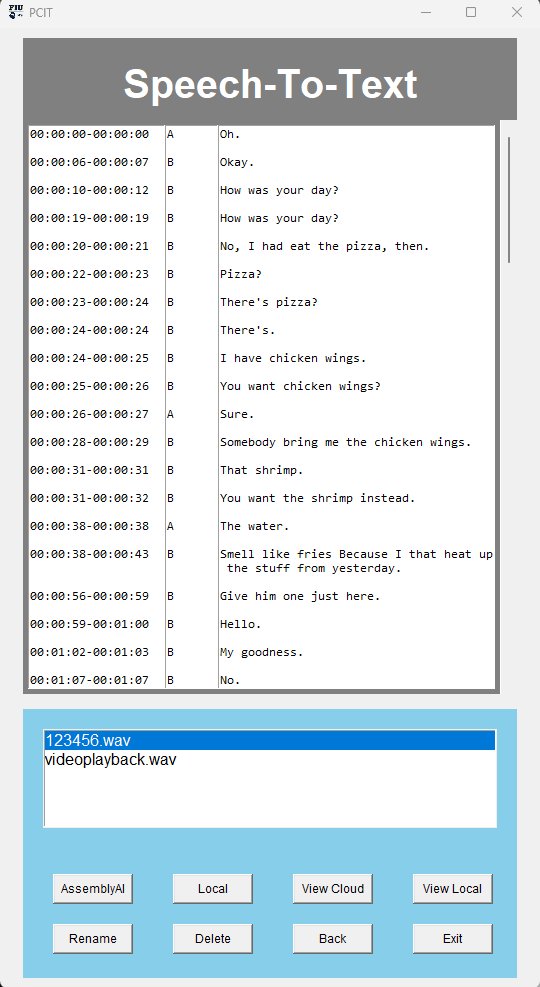 FIU
PCIT
Speech-To-Text
00:00:00-00:00:00 A Oh.
00:00:06-00:00:07 B Okay.
00:00:10-00:00:12 B How was your day?
00:00:19-00:00:19 B How was your day?
00:00:20-00:00:21 B No, I had eat the pizza, then.
00:00:22-00:00:23 B Pizza?
00:00:23-00:00:24 B There's pizza?
00:00:24-00:00:24 B There's.
00:00:24-00:00:25 B I have chicken wings.
00:00:25-00:00:26 B You want chicken wings?
00:00:26-00:00:27 A Sure.
00:00:28-00:00:29 B Somebody bring me the chicken wings.
00:00:31-00:00:31 B That shrimp.
00:00:31-00:00:32 B You want the shrimp instead.
00:00:38-00:00:38 A The water.
00:00:38-00:00:43 B Smell like fries Because I that heat up
the stuff from yesterday.
00:00:56-00:00:59 B Give him one just here.
00:00:59-00:01:00 B Hello.
00:01:02-00:01:03 B My goodness.
00:01:07-00:01:07 B No.
123456.wav
videoplayback.wav
AssemblyAI Local View Cloud View Local
Rename Delete Back Exit